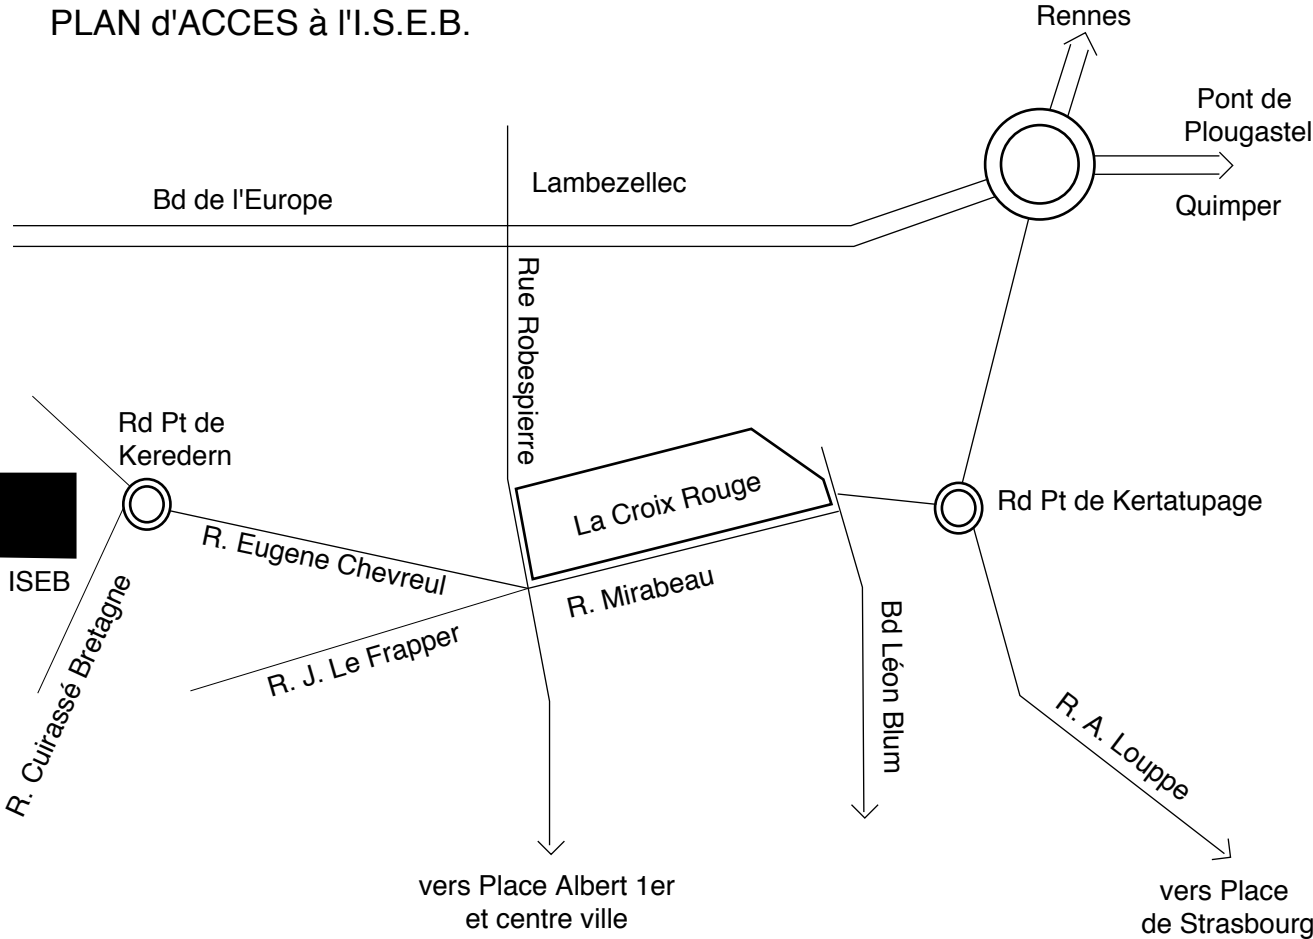 PLAN d'ACCES à l'I.S.E.B.
Rennes
Pont de
Plougastel
Lambezellec
Bd de l'Europe
Quimper
Rue Robespierre
Rd Pt de
Keredern
La Croix Rouge
Rd Pt de Kertatupage
R. Eugene Chevreul
ISEB
R. Mirabeau
R. J. Le Frapper
R. Cuirassé Bretagne
Bd Léon Blum
R. A. Louppe
vers Place Albert 1er
et centre ville
vers Place
de Strasbourg